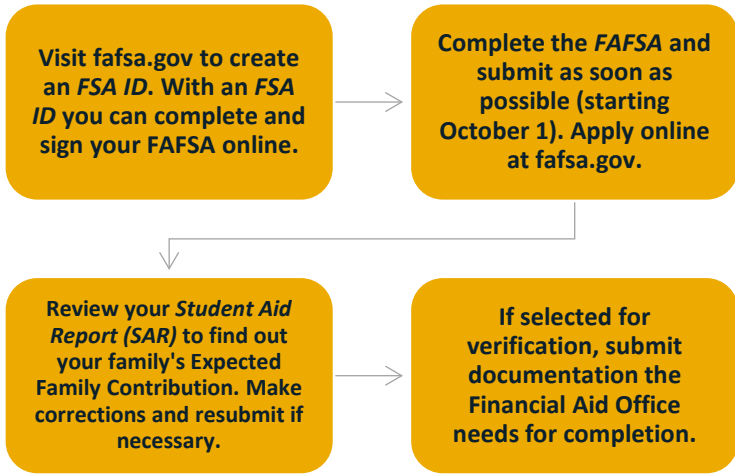 Visit fafsa.gov to create
an FSA ID. With an FSA
ID you can complete and
sign your FAFSA online.
Complete the FAFSA and
submit as soon as
possible (starting
October 1). Apply online
at fafsa.gov.
Review your Student Aid
Report (SAR) to find out
your family's Expected
Family Contribution. Make
corrections and resubmit if
necessary.
If selected for
verification, submit
documentation the
Financial Aid Office
needs for completion.